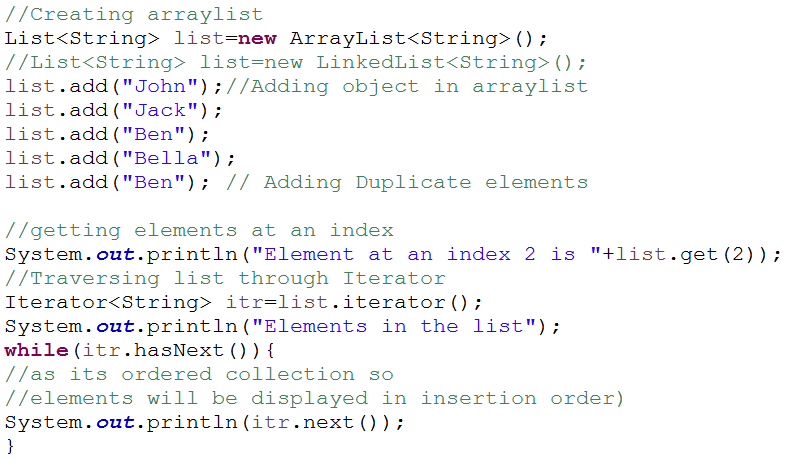 //Creating arraylist
List<String> list=new ArrayList<String>();
//List<String> list=new LinkedList<String>();
list.add("John");//Adding object in arraylist
list.add("Jack");
list.add("Ben");
list.add("Bella");
list.add("Ben"); // Adding Duplicate elements

//getting elements at an index
System.out.println("Element at an index 2 is "+list.get(2));
//Traversing list through Iterator
Iterator<String> itr=list.iterator();
System.out.println("Elements in the list");
while(itr.hasNext()){
//as its ordered collection so
//elements will be displayed in insertion order)
System.out.println(itr.next());
}